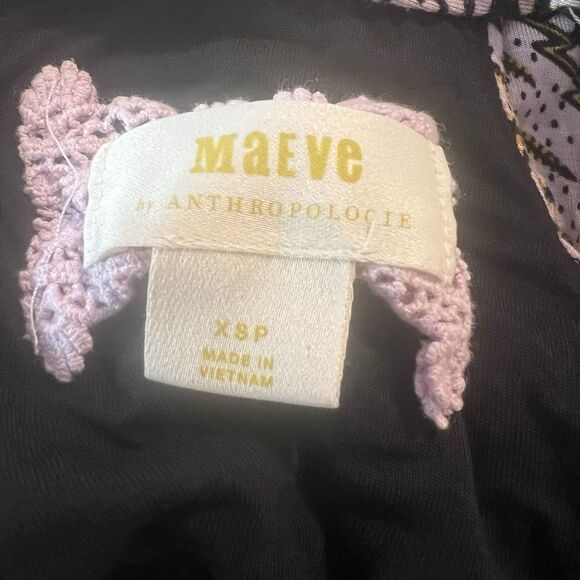 MaEVe
by ANTHROPOLOGIE
XSP
MADE IN
VIETNAM